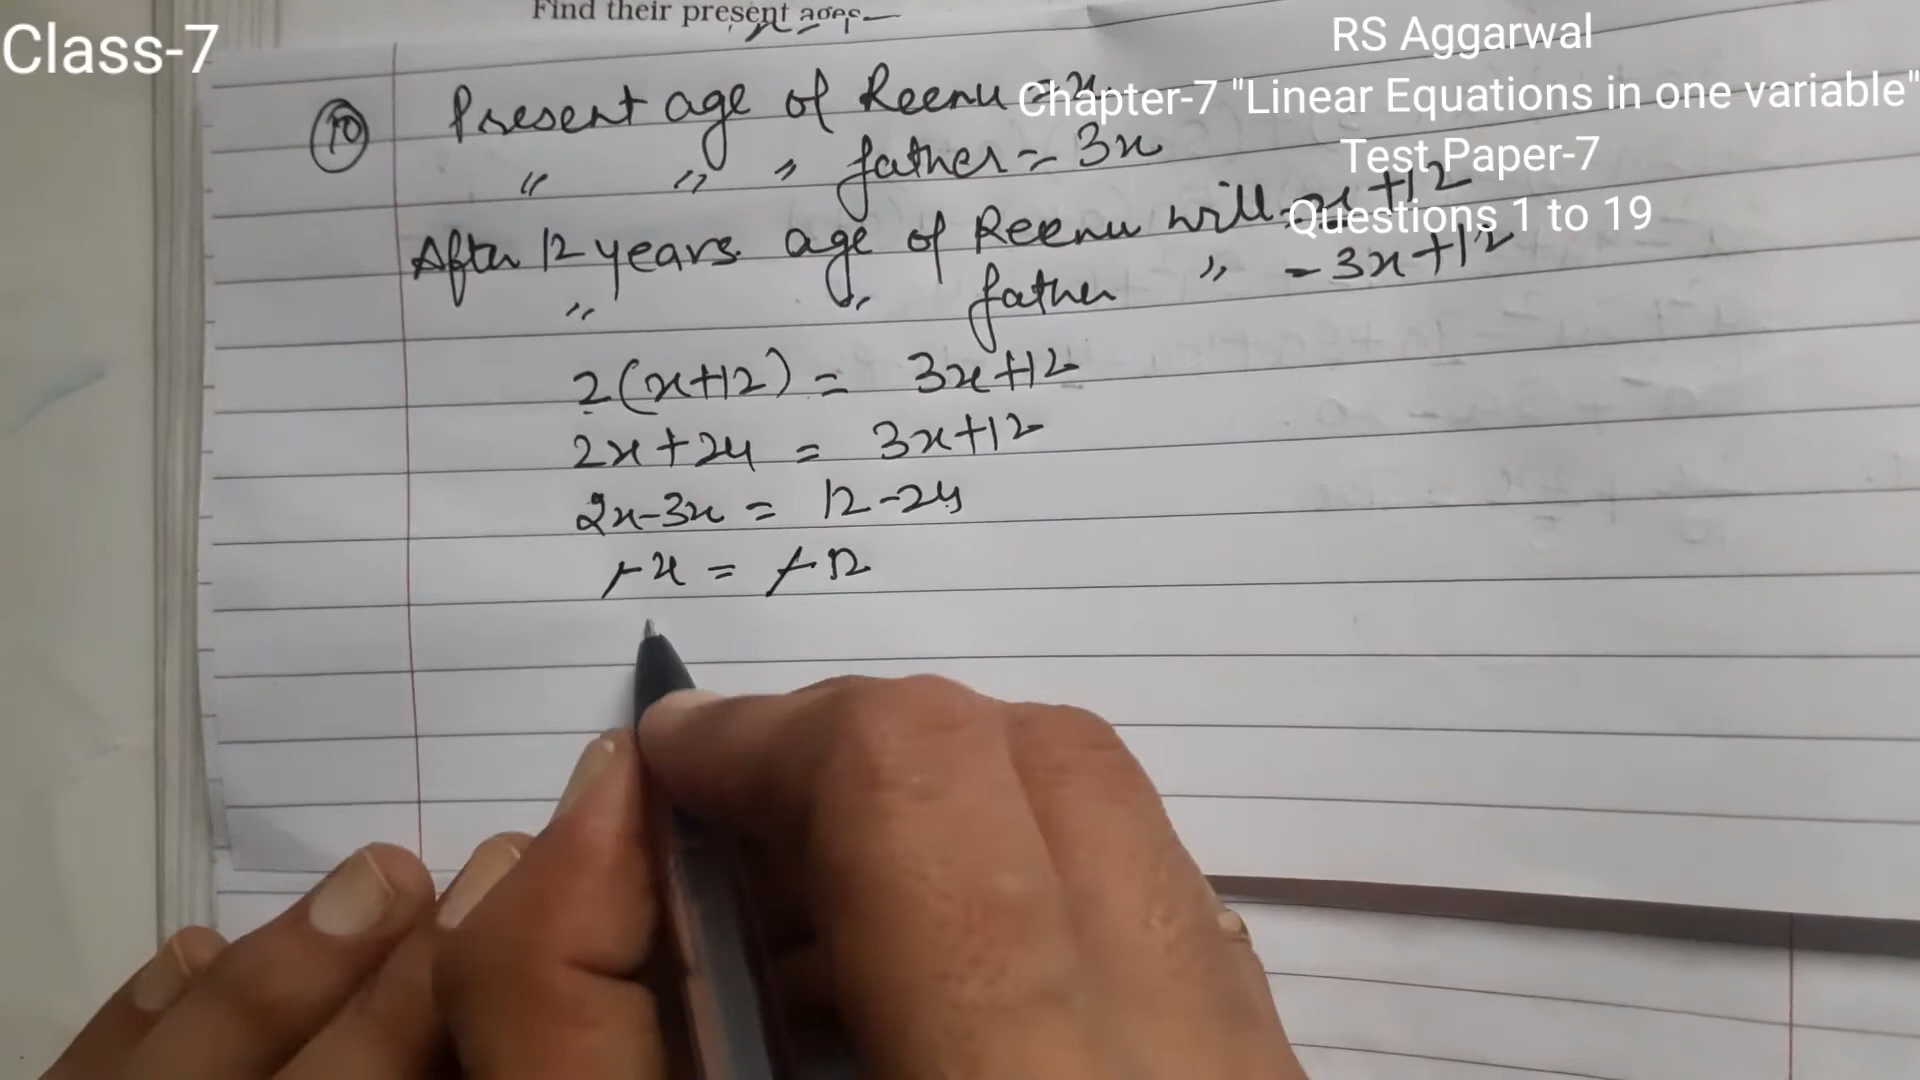 Find their present ages
Class-7
RS Aggarwal
Chapter-7 "Linear Equations in one variable"
Test Paper-7
Questions 1 to 19
10 Present age of Reenu = x
" " " father = 3x
After 12 years age of Reenu will x+12
" " father " = 3x+12
2(x+12) = 3x+12
2x+24 = 3x+12
2x-3x = 12-24
-x = -12